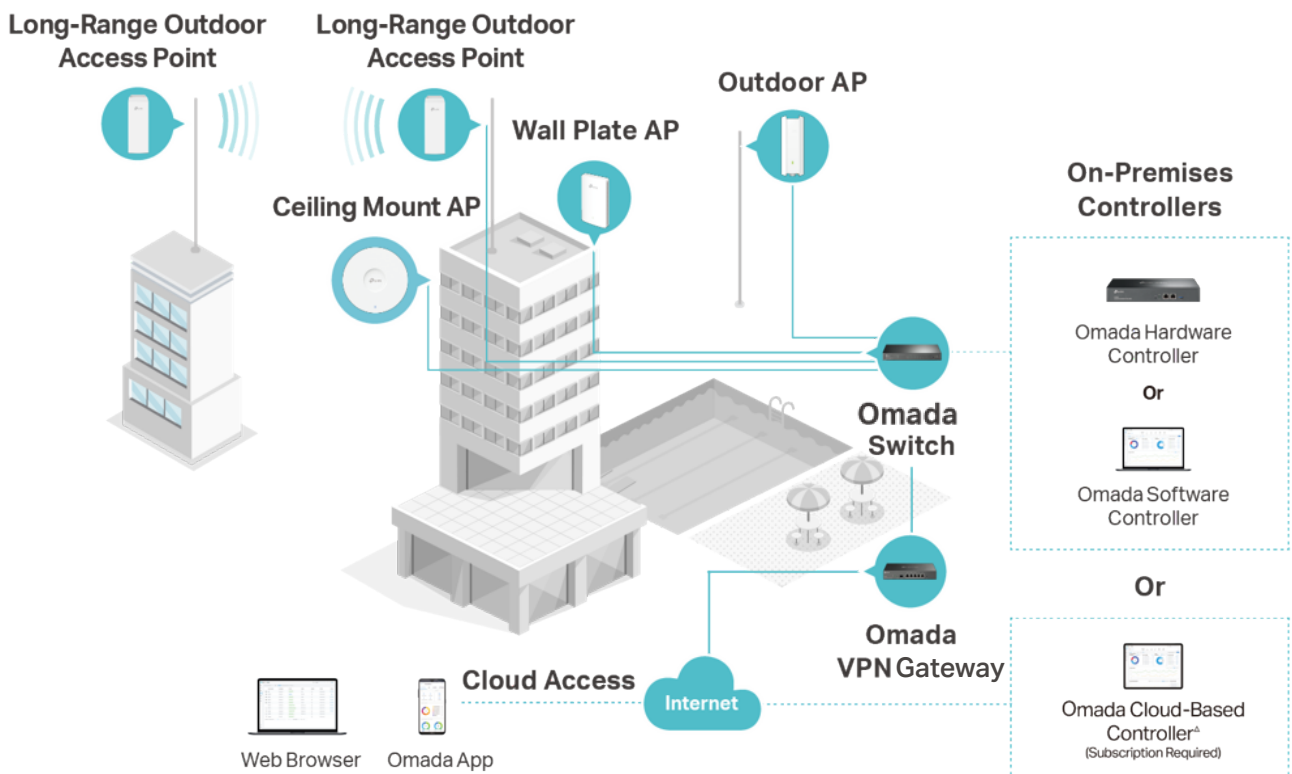 Long-Range Outdoor
Access Point
Long-Range Outdoor
Access Point
Outdoor AP
Wall Plate AP
Ceiling Mount AP
On-Premises
Controllers
Omada Hardware
Controller
Or
Omada Software
Controller
Omada
Switch
Or
Omada
VPN Gateway
Cloud Access
Internet
Omada Cloud-Based
Controller△
(Subscription Required)
Web Browser
Omada App